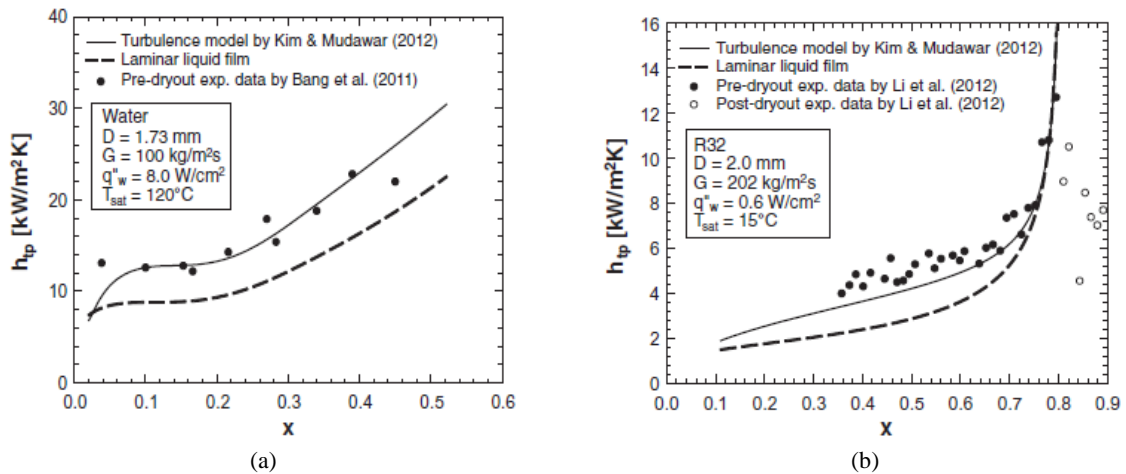 40
30
20
10
0
h_tp [kW/m²K]
Turbulence model by Kim & Mudawar (2012)
Laminar liquid film
Pre-dryout exp. data by Bang et al. (2011)
Water
D = 1.73 mm
G = 100 kg/m²s
q"_w = 8.0 W/cm²
T_sat = 120°C
0.0 0.1 0.2 0.3 0.4 0.5 0.6
x
(a)
16
14
12
10
8
6
4
2
0
h_tp [kW/m²K]
Turbulence model by Kim & Mudawar (2012)
Laminar liquid film
Pre-dryout exp. data by Li et al. (2012)
Post-dryout exp. data by Li et al. (2012)
R32
D = 2.0 mm
G = 202 kg/m²s
q"_w = 0.6 W/cm²
T_sat = 15°C
0.0 0.1 0.2 0.3 0.4 0.5 0.6 0.7 0.8 0.9
x
(b)